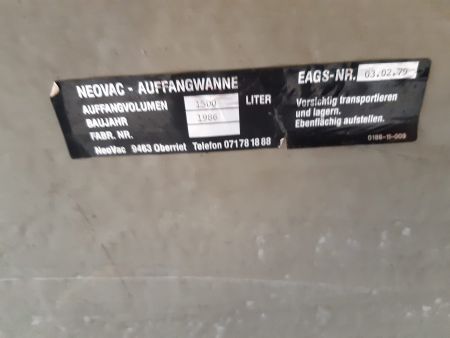 NEOVAC - AUFFANGWANNE
AUFFANGVOLUMEN 1500 LITER
BAUJAHR 1986
FABR. NR.
NeoVac 9463 Oberriet Telefon 071 78 18 88
EAGS-NR. 03.02.79
Vorsichtig transportieren
und lagern.
Ebenflächig aufstellen.
0188-11-009